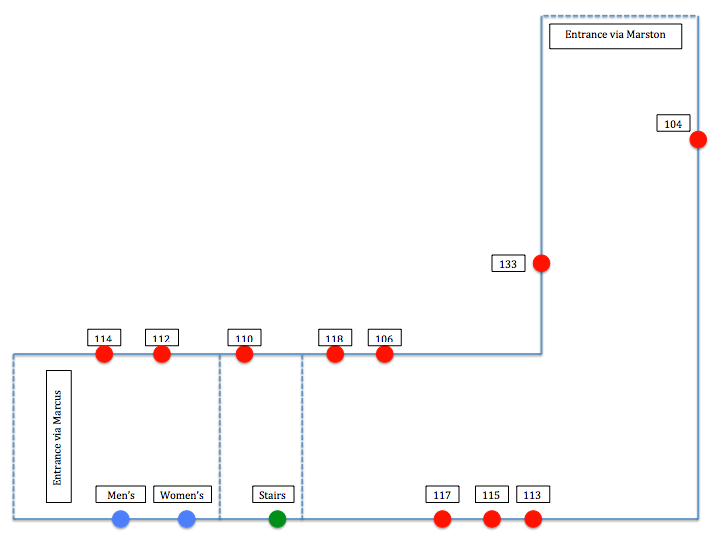 Entrance via Marston
104
133
114
112
110
118
106
Entrance via Marcus
Men's
Women's
Stairs
117
115
113